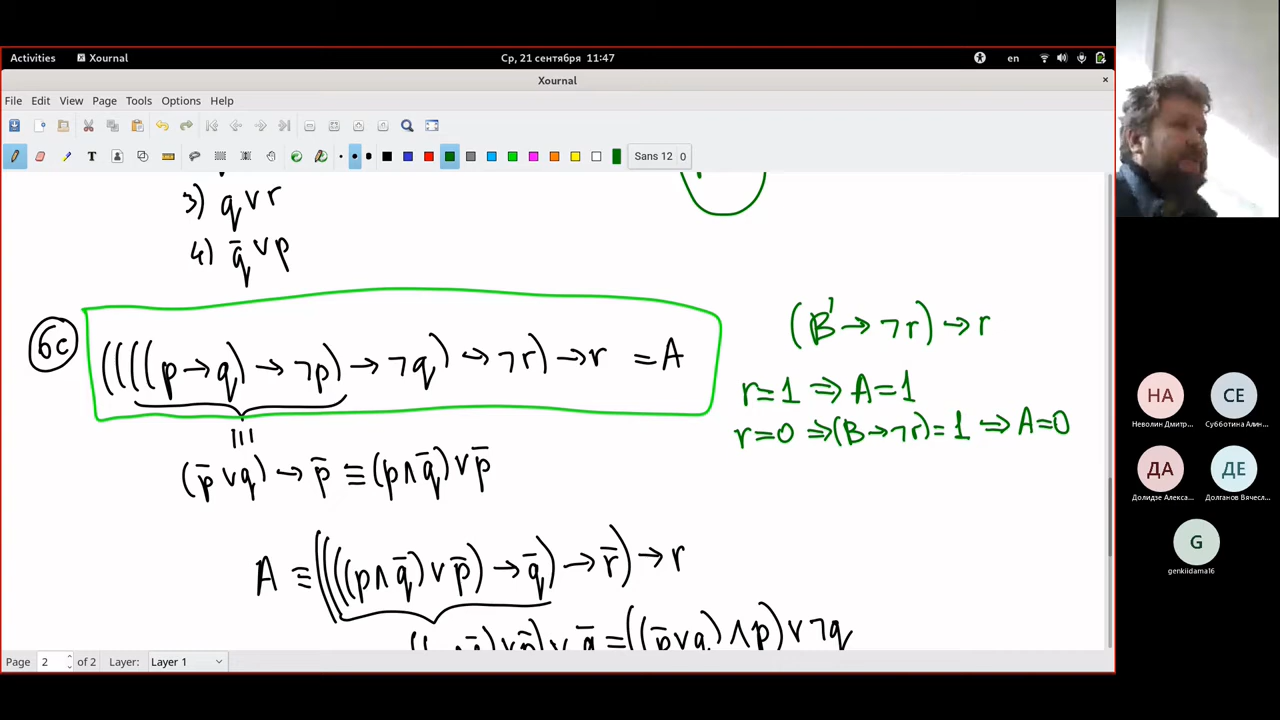 Activities Xournal Ср, 21 сентября 11:47 en
Xournal ×
File Edit View Page Tools Options Help
T Sans 12 0
3) q ∨ r
4) q̄ ∨ p
6c
((((p → q) → ¬p) → ¬q) → ¬r) → r = A
(B' → ¬r) → r
r = 1 ⇒ A = 1
r = 0 ⇒ (B → ¬r) = 1 ⇒ A = 0
(p̄ ∨ q) → p̄ ≡ (p ∧ q̄) ∨ p̄
A ≡ ((((p ∧ q̄) ∨ p̄) → q̄) → r̄) → r
= ((p̄ ∨ q) ∧ p) ∨ ¬q
Page 2 of 2 Layer: Layer 1
НА
Неволин Дмитр...
СЕ
Субботина Алин...
ДА
Долидзе Алекса...
ДЕ
Долганов Вячесл...
G
genkiidama16